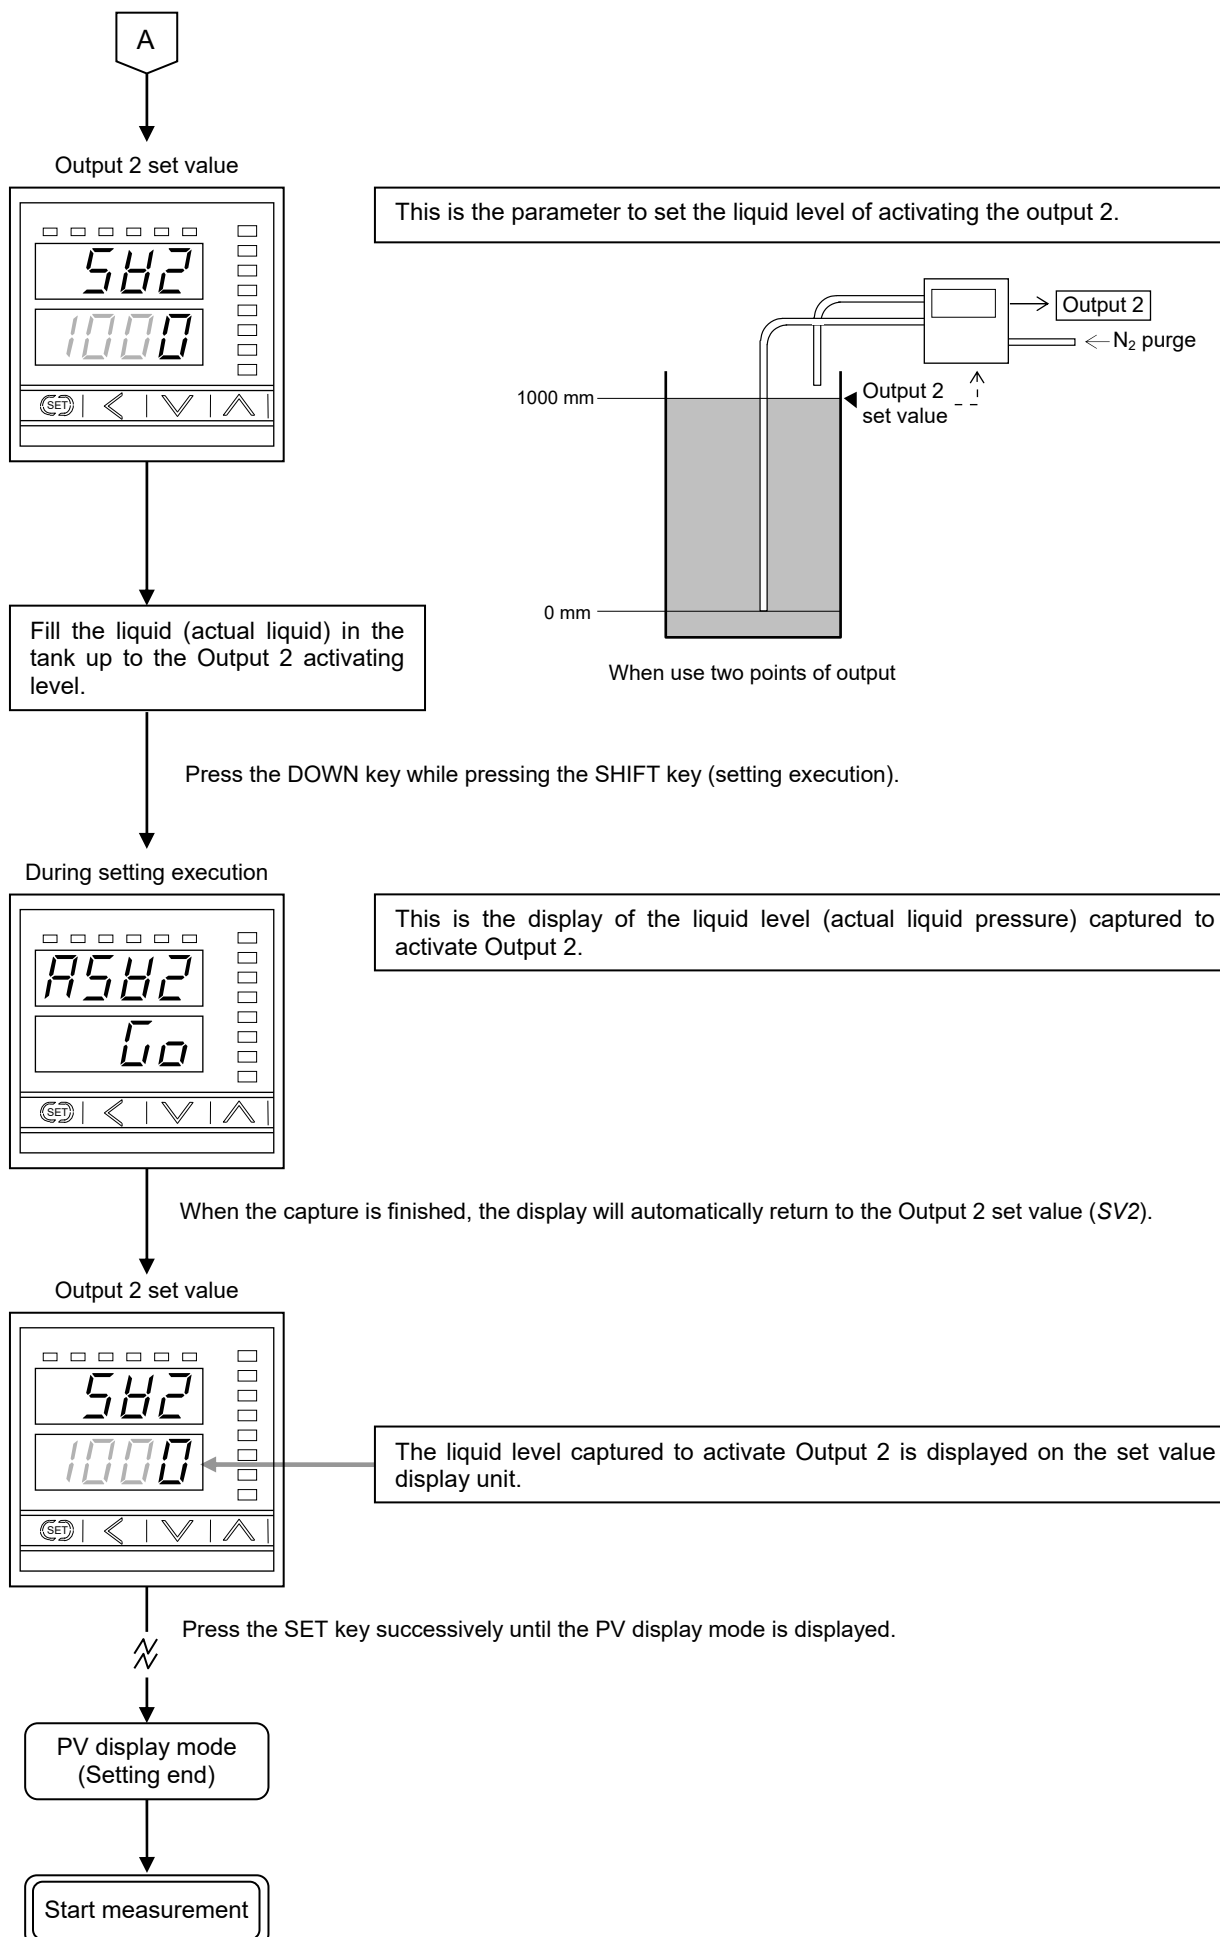 A
Output 2 set value
This is the parameter to set the liquid level of activating the output 2.
SV2
1000
SET
Output 2
N₂ purge
1000 mm
Output 2
set value
0 mm
When use two points of output
Fill the liquid (actual liquid) in the
tank up to the Output 2 activating
level.
Press the DOWN key while pressing the SHIFT key (setting execution).
During setting execution
This is the display of the liquid level (actual liquid pressure) captured to
activate Output 2.
ASV2
Go
SET
When the capture is finished, the display will automatically return to the Output 2 set value (SV2).
Output 2 set value
SV2
1000
The liquid level captured to activate Output 2 is displayed on the set value
display unit.
SET
Press the SET key successively until the PV display mode is displayed.
PV display mode
(Setting end)
Start measurement